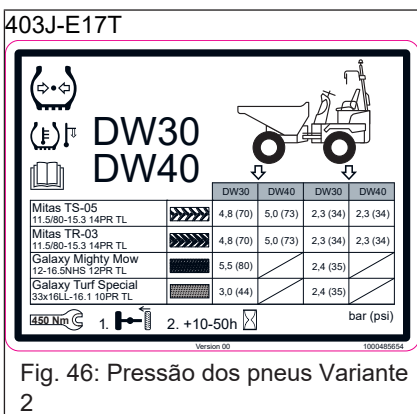 403J-E17T
DW30
DW40
DW30 DW40 DW30 DW40
Mitas TS-05
11.5/80-15.3 14PR TL
4,8 (70) 5,0 (73) 2,3 (34) 2,3 (34)
Mitas TR-03
11.5/80-15.3 14PR TL
4,8 (70) 5,0 (73) 2,3 (34) 2,3 (34)
Galaxy Mighty Mow
12-16.5NHS 12PR TL
5,5 (80) 2,4 (35)
Galaxy Turf Special
33x16LL-16.1 10PR TL
3,0 (44) 2,4 (35)
450 Nm 1. 2. +10-50h bar (psi)
Version 00 1000485654
Fig. 46: Pressão dos pneus Variante
2